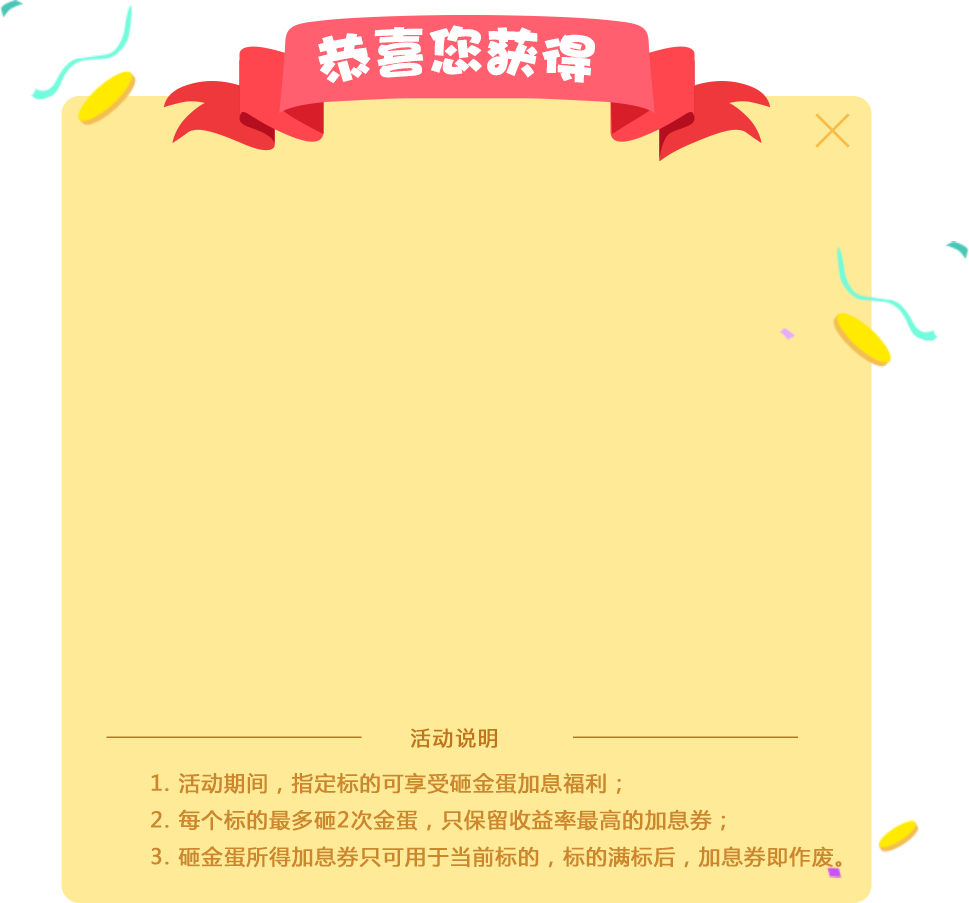 恭喜您获得
活动说明
1. 活动期间，指定标的可享受砸金蛋加息福利；
2. 每个标的最多砸2次金蛋，只保留收益率最高的加息券；
3. 砸金蛋所得加息券只可用于当前标的，标的满标后，加息券即作废。